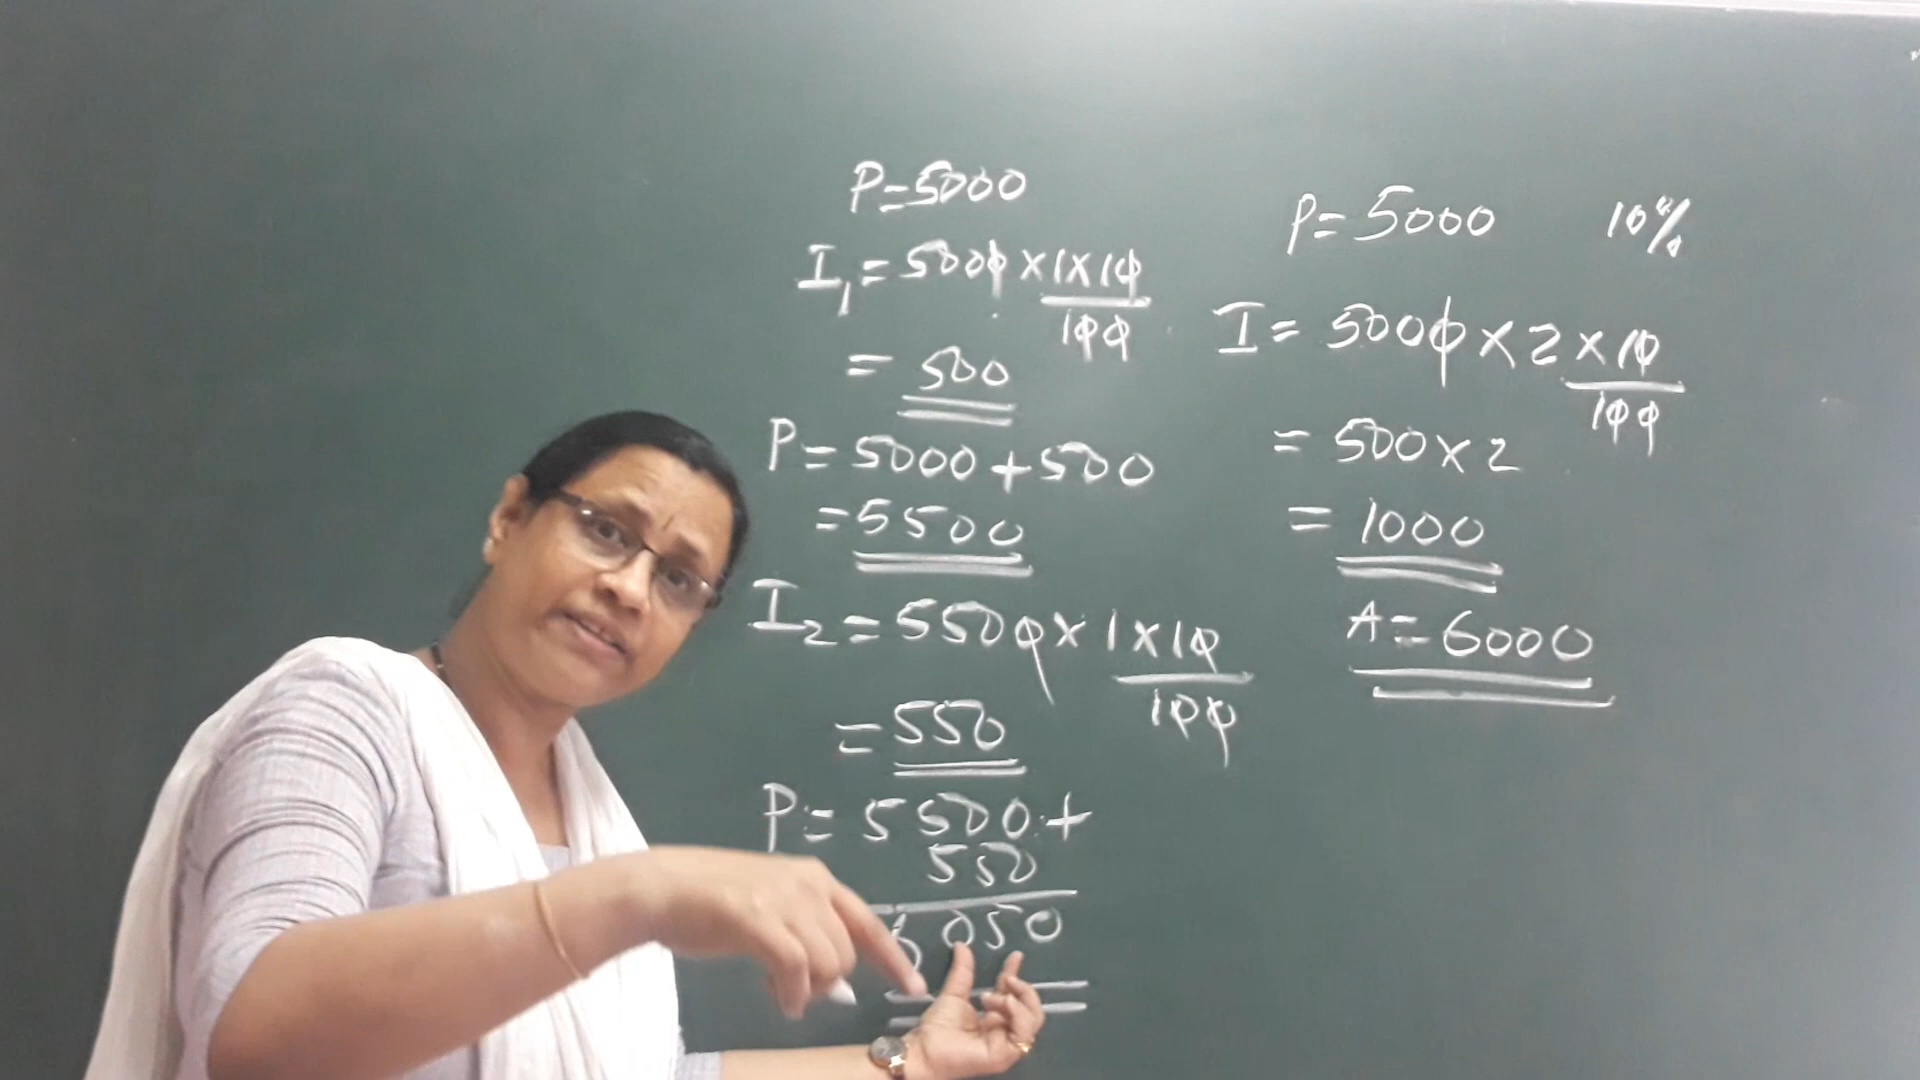 P=5000
I₁=5000×1×10
100
=500
P=5000+500
=5500
I₂=5500×1×10
100
=550
P=5500+
550
6050
P=5000 10%
I=5000×2×10
100
=500×2
=1000
A=6000